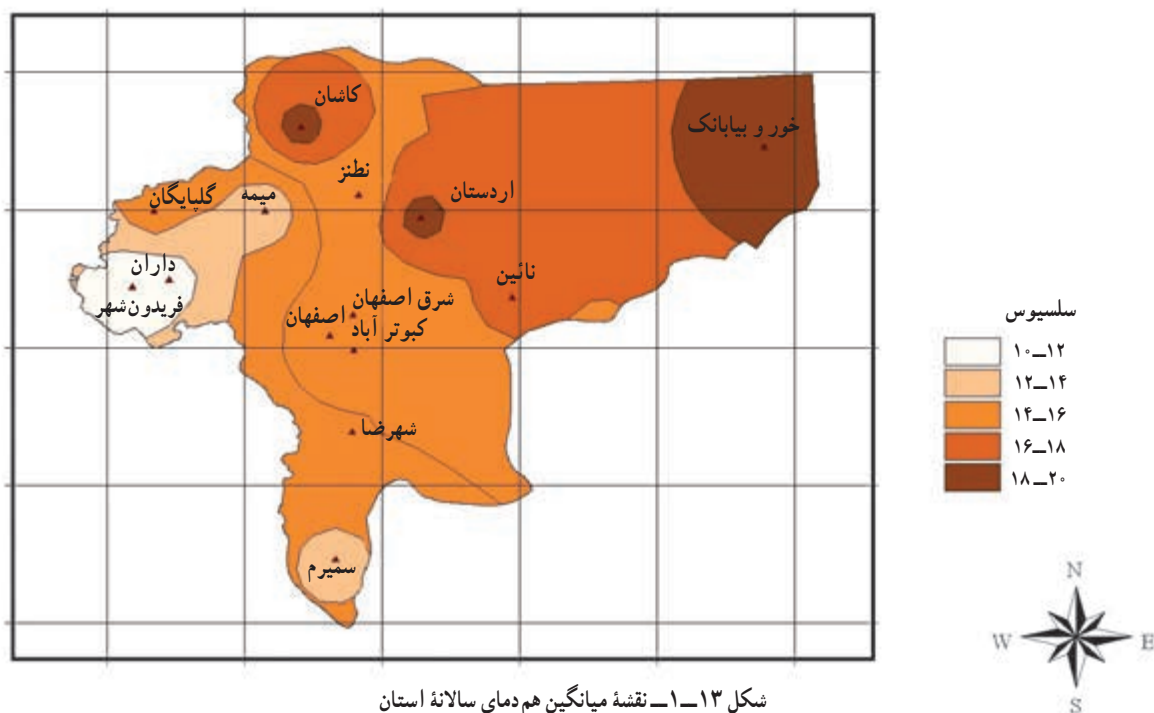 کاشان
خور و بیابانک
نطنز
اردستان
گلپایگان
میمه
داران
فریدون‌شهر
نائین
شرق اصفهان
اصفهان
کبوتر آباد
شهرضا
سمیرم
سلسیوس
۱۰ــ۱۲
۱۲ــ۱۴
۱۴ــ۱۶
۱۶ــ۱۸
۱۸ــ۲۰
N
W
E
S
شکل ۱۳ــ۱ــ نقشهٔ میانگین هم دمای سالانهٔ استان